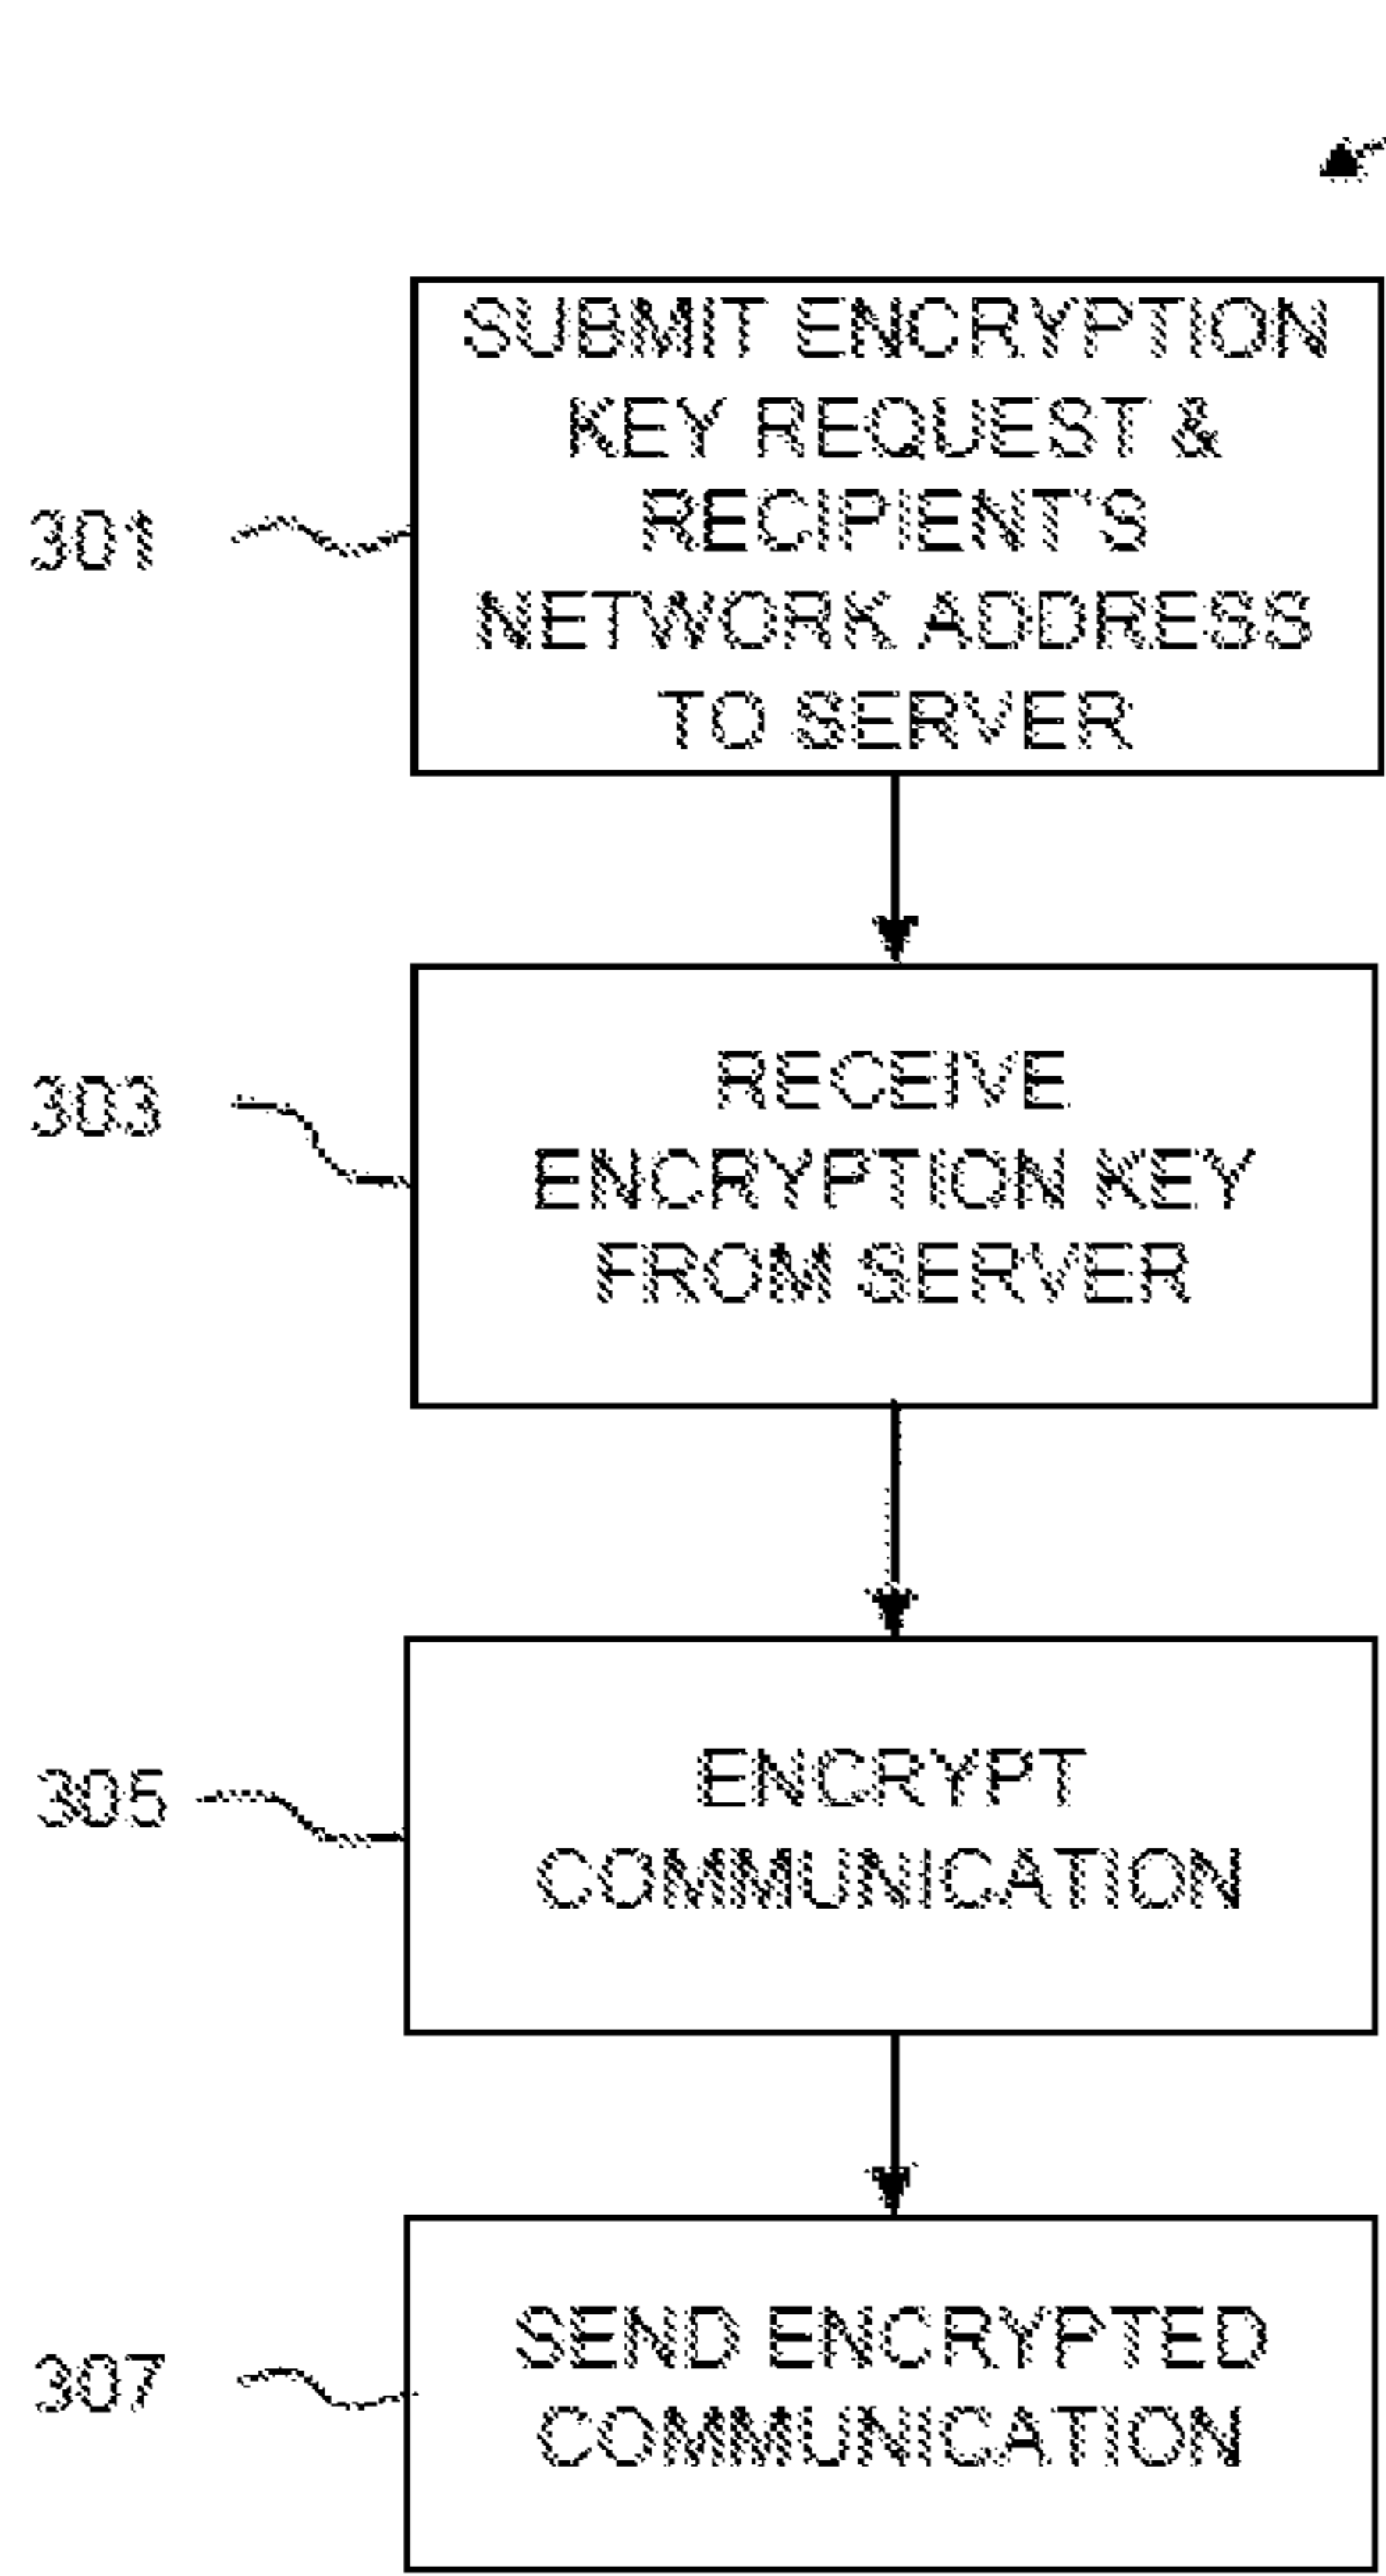 SUBMIT ENCRYPTION
KEY REQUEST &
RECIPIENT'S
NETWORK ADDRESS
TO SERVER
301
RECEIVE
ENCRYPTION KEY
FROM SERVER
303
ENCRYPT
COMMUNICATION
305
SEND ENCRYPTED
COMMUNICATION
307